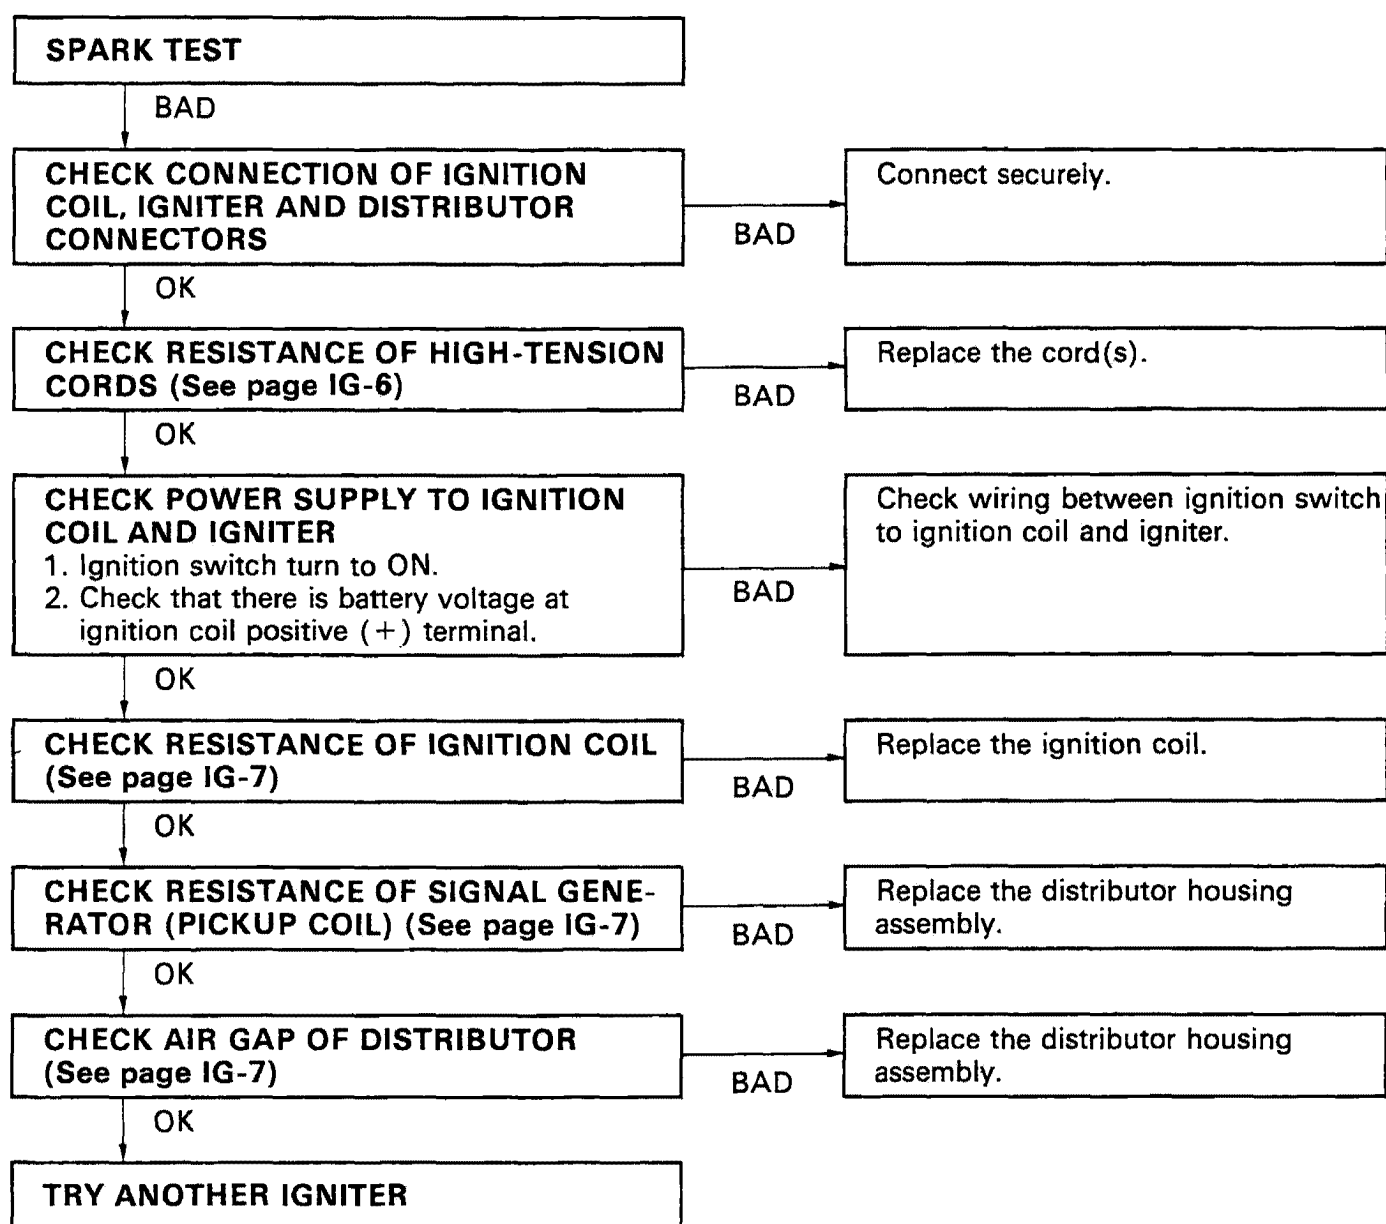 SPARK TEST
BAD
CHECK CONNECTION OF IGNITION
COIL, IGNITER AND DISTRIBUTOR
CONNECTORS
BAD
Connect securely.
OK
CHECK RESISTANCE OF HIGH-TENSION
CORDS (See page IG-6)
BAD
Replace the cord(s).
OK
CHECK POWER SUPPLY TO IGNITION
COIL AND IGNITER
1. Ignition switch turn to ON.
2. Check that there is battery voltage at
ignition coil positive (+) terminal.
BAD
Check wiring between ignition switch
to ignition coil and igniter.
OK
CHECK RESISTANCE OF IGNITION COIL
(See page IG-7)
BAD
Replace the ignition coil.
OK
CHECK RESISTANCE OF SIGNAL GENE-
RATOR (PICKUP COIL) (See page IG-7)
BAD
Replace the distributor housing
assembly.
OK
CHECK AIR GAP OF DISTRIBUTOR
(See page IG-7)
BAD
Replace the distributor housing
assembly.
OK
TRY ANOTHER IGNITER